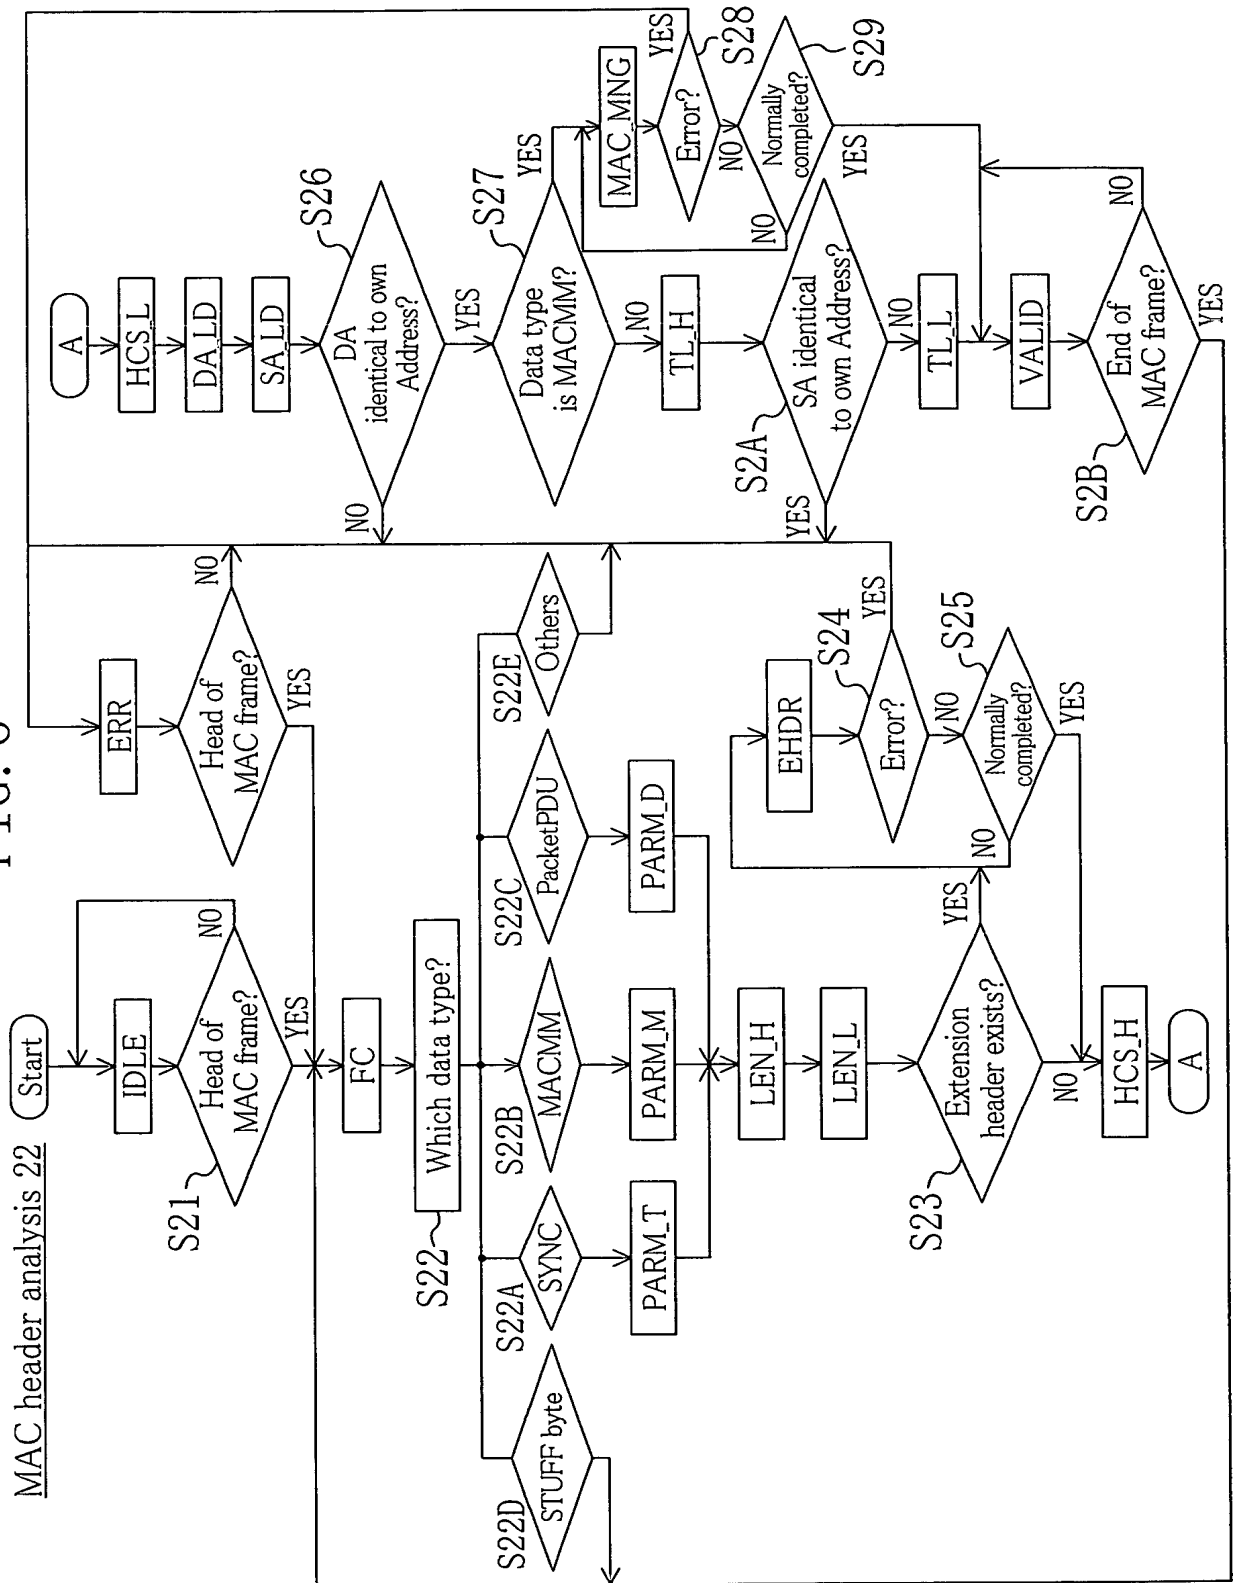 FIG. 6
MAC header analysis 22
Start
IDLE
S21
Head of
MAC frame?
NO
YES
ERR
Head of
MAC frame?
NO
YES
FC
S22
Which data type?
S22D
STUFF byte
S22A
SYNC
S22B
MACMM
S22C
PacketPDU
S22E
Others
PARM_T
PARM_M
PARM_D
LEN_H
LEN_L
S23
Extension
header exists?
YES
NO
EHDR
S24
Error?
YES
NO
S25
Normally
completed?
NO
YES
HCS_H
A
A
HCS_L
DA_LD
SA_LD
S26
DA
identical to own
Address?
NO
YES
S27
Data type
is MACMM?
YES
NO
MAC_MNG
S28
Error?
YES
NO
S29
Normally
completed?
NO
YES
TL_H
S2A
SA identical
to own Address?
YES
NO
TL_L
VALID
S2B
End of
MAC frame?
NO
YES